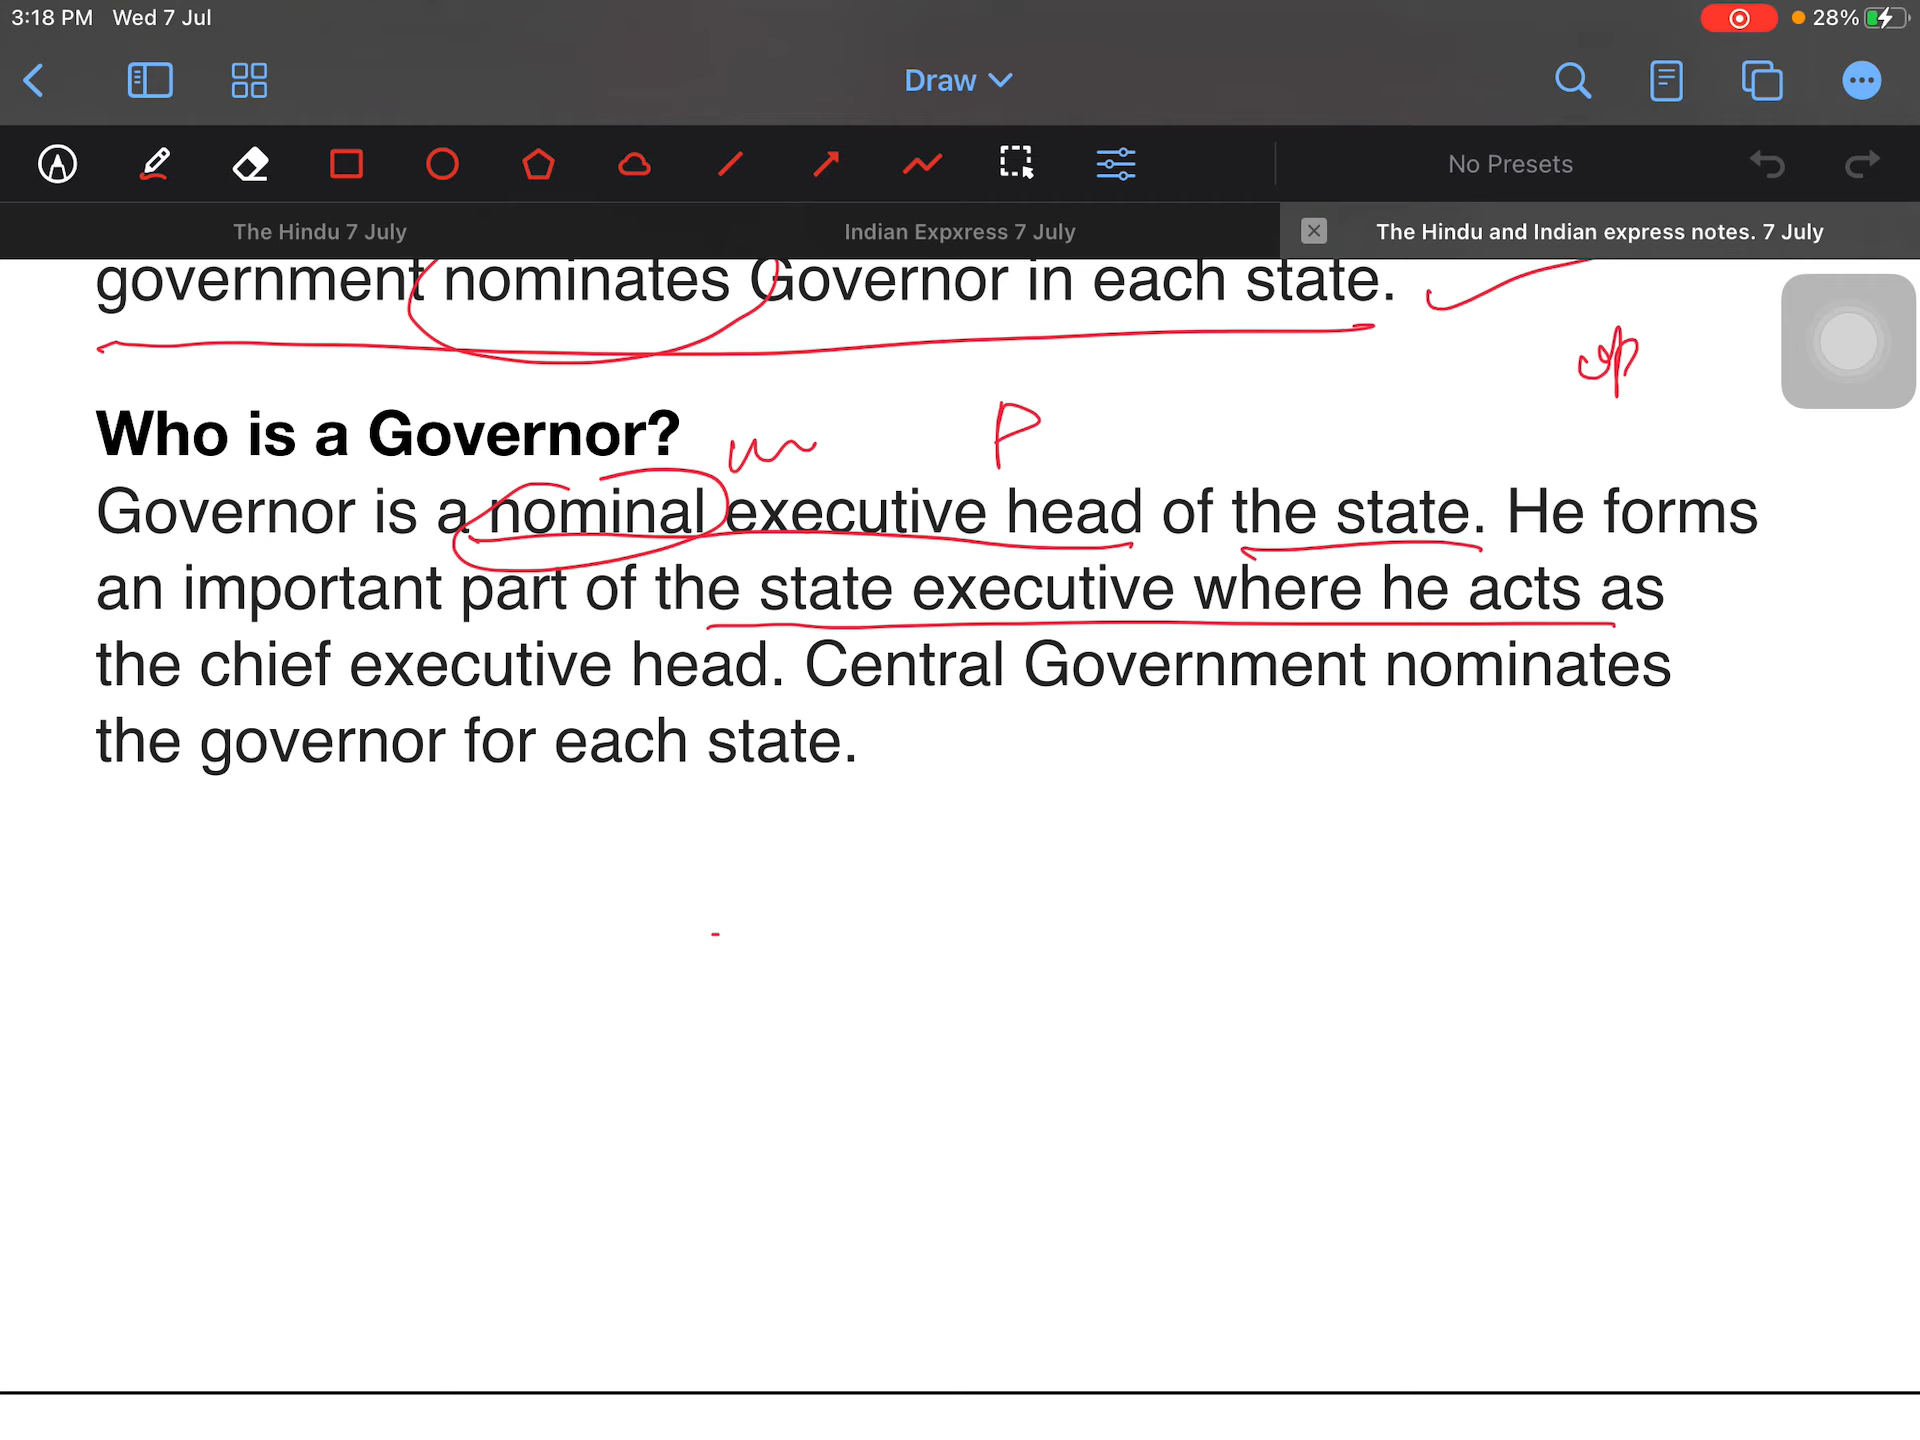 3:18 PM Wed 7 Jul
28%
Draw
No Presets
The Hindu 7 July
Indian Expxress 7 July
The Hindu and Indian express notes. 7 July
government nominates Governor in each state.
Who is a Governor?
P
Governor is a nominal executive head of the state. He forms
an important part of the state executive where he acts as
the chief executive head. Central Government nominates
the governor for each state.